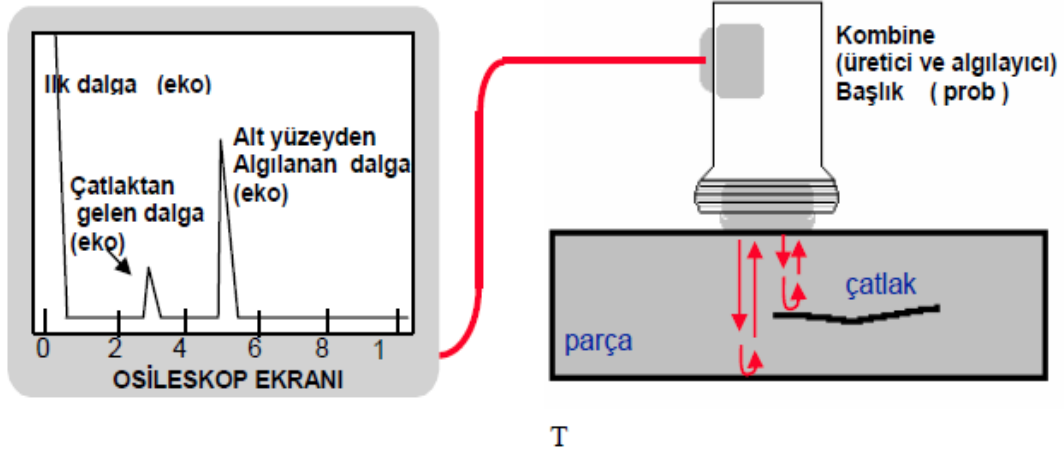 Ilk dalga (eko)
Alt yüzeyden
Algılanan dalga
(eko)
Çatlaktan
gelen dalga
(eko)
0 2 4 6 8 1
OSİLESKOP EKRANI
Kombine
(üretici ve algılayıcı)
Başlık ( prob )
çatlak
parça
T